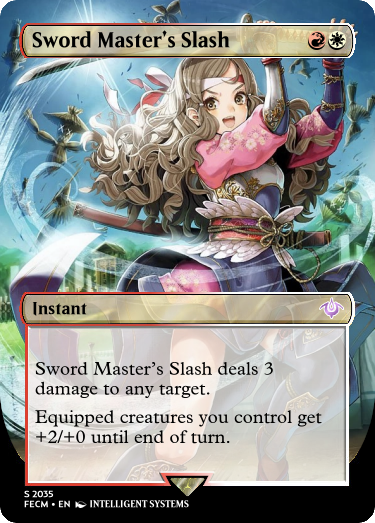 Sword Master's Slash
Instant
Sword Master's Slash deals 3
damage to any target.
Equipped creatures you control get
+2/+0 until end of turn.
S 2035
FECM • EN INTELLIGENT SYSTEMS